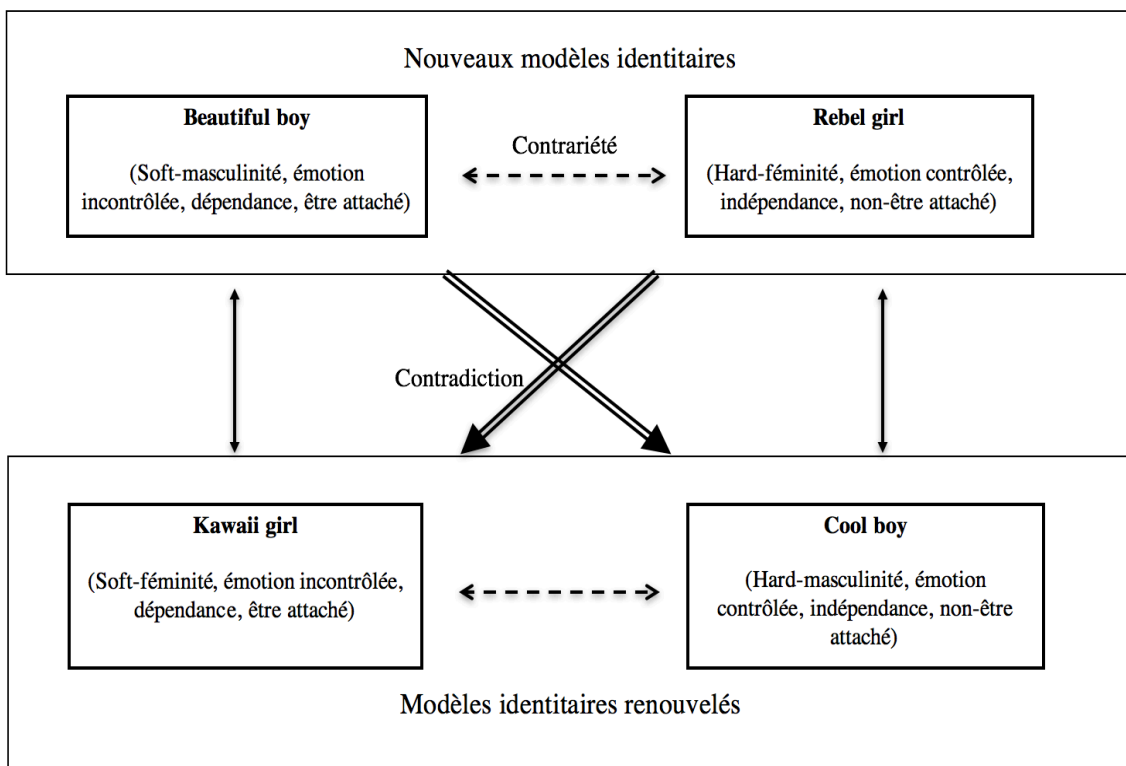 Nouveaux modèles identitaires
Beautiful boy
(Soft-masculinité, émotion
incontrôlée, dépendance, être attaché)
Contrariété
Rebel girl
(Hard-féminité, émotion contrôlée,
indépendance, non-être attaché)
Contradiction
Kawaii girl
(Soft-féminité, émotion incontrôlée,
dépendance, être attaché)
Cool boy
(Hard-masculinité, émotion
contrôlée, indépendance, non-être
attaché)
Modèles identitaires renouvelés